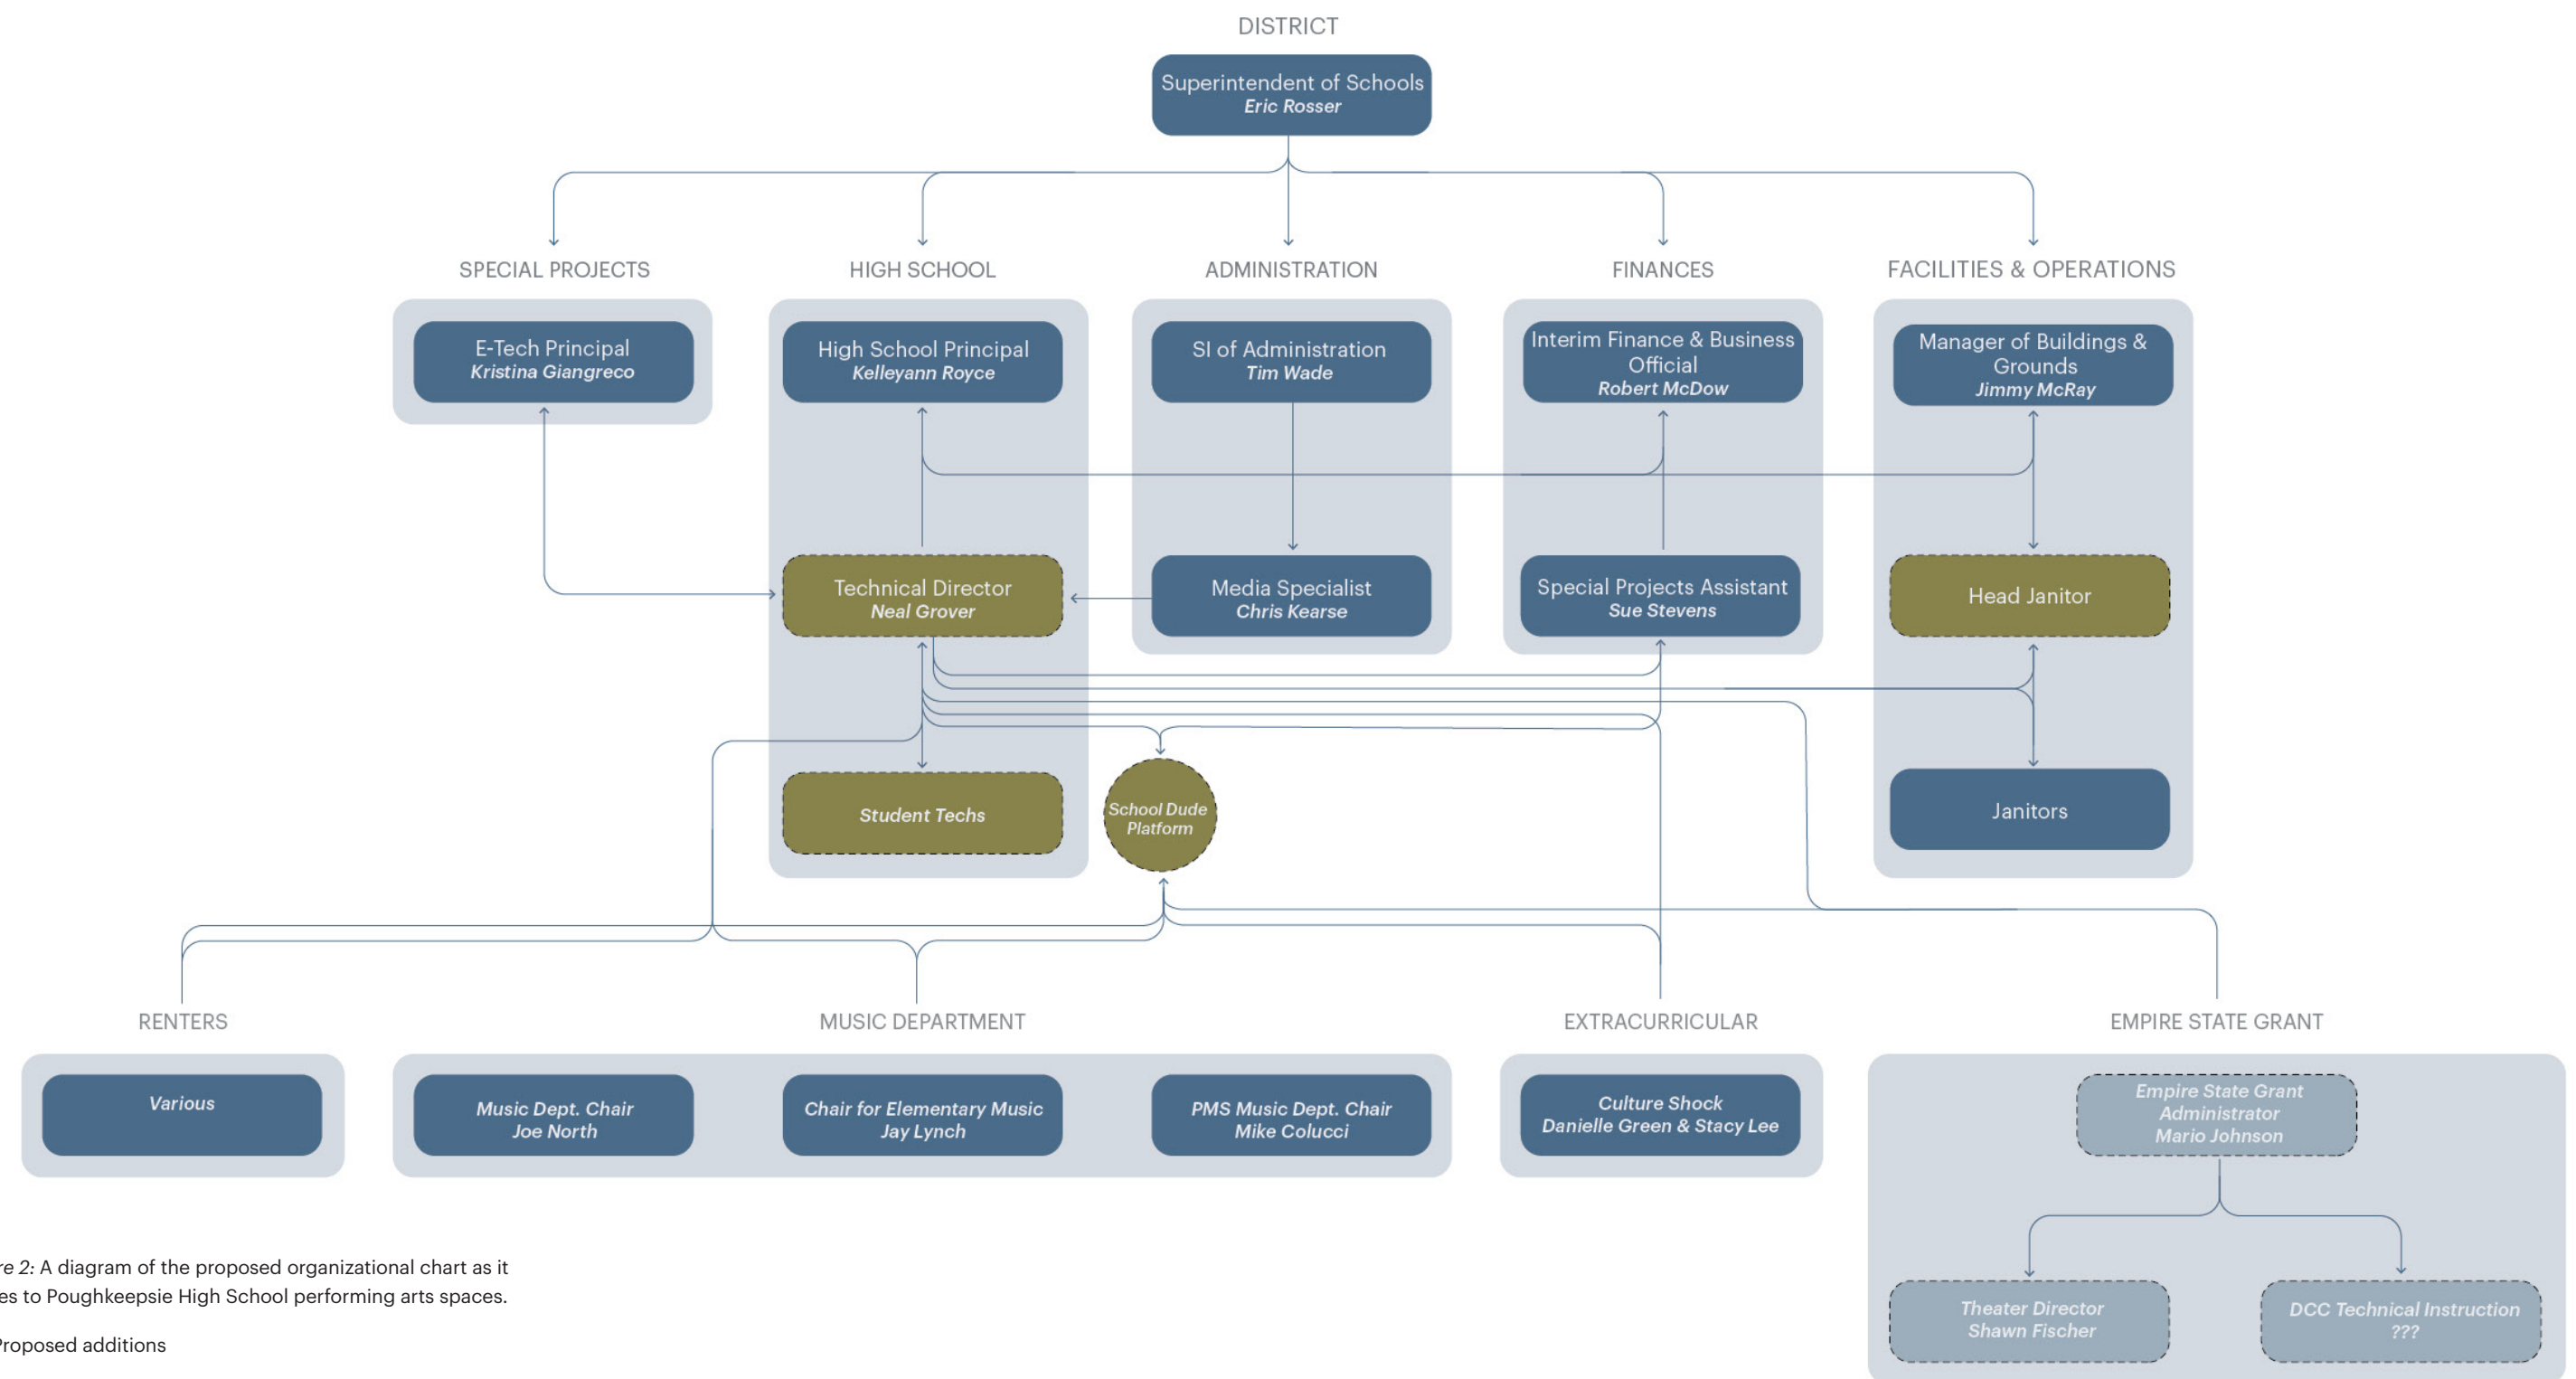 DISTRICT
Superintendent of Schools
Eric Rosser
SPECIAL PROJECTS
HIGH SCHOOL
ADMINISTRATION
FINANCES
FACILITIES & OPERATIONS
E-Tech Principal
Kristina Giangreco
High School Principal
Kelleyann Royce
SI of Administration
Tim Wade
Interim Finance & Business
Official
Robert McDow
Manager of Buildings &
Grounds
Jimmy McRay
Technical Director
Neal Grover
Media Specialist
Chris Kearse
Special Projects Assistant
Sue Stevens
Head Janitor
Student Techs
School Dude
Platform
Janitors
RENTERS
MUSIC DEPARTMENT
EXTRACURRICULAR
EMPIRE STATE GRANT
Various
Music Dept. Chair
Joe North
Chair for Elementary Music
Jay Lynch
PMS Music Dept. Chair
Mike Colucci
Culture Shock
Danielle Green & Stacy Lee
Empire State Grant
Administrator
Mario Johnson
Theater Director
Shawn Fischer
DCC Technical Instruction
???
2: A diagram of the proposed organizational chart as it
to Poughkeepsie High School performing arts spaces.
Proposed additions